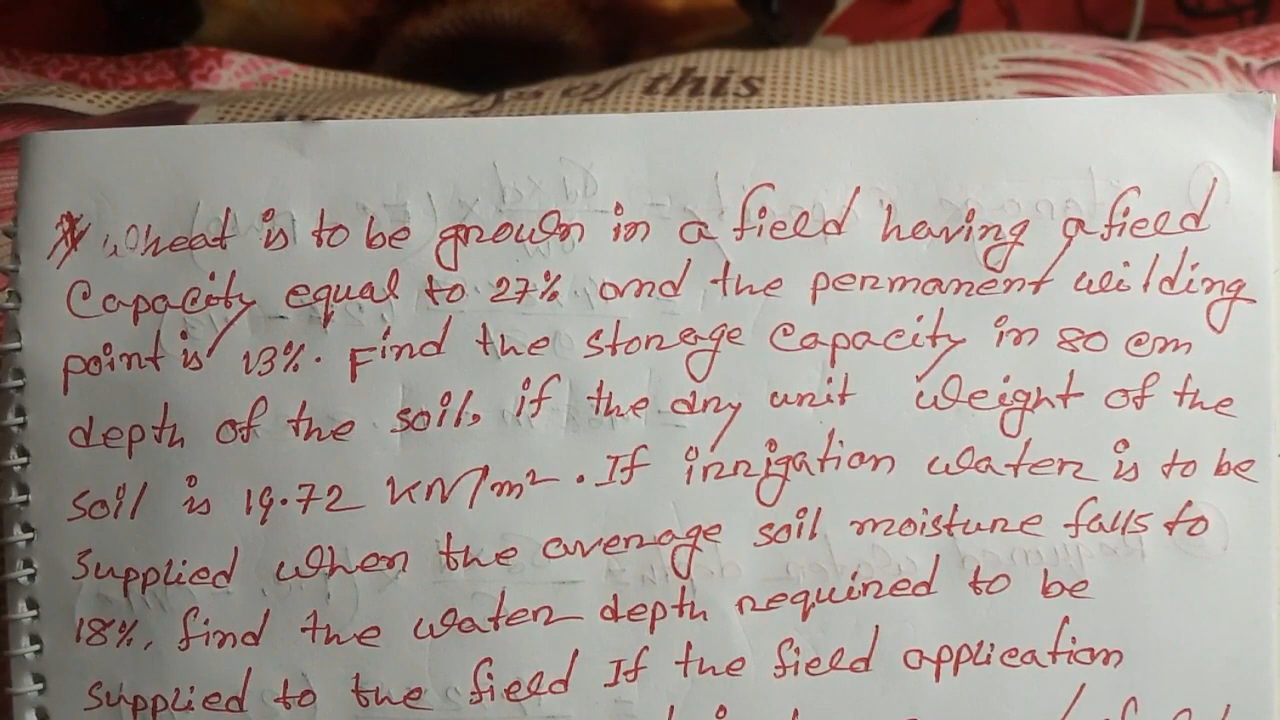 of this
Wheat is to be grown in a field having a field
Capacity equal to 27% and the permanent wilding
point is 13%. Find the storage capacity in 80 cm
depth of the soil, if the dry unit weight of the
soil is 19.72 KN/m². If irrigation water is to be
supplied when the average soil moisture falls to
18%, find the water depth required to be
supplied to the field If the field application